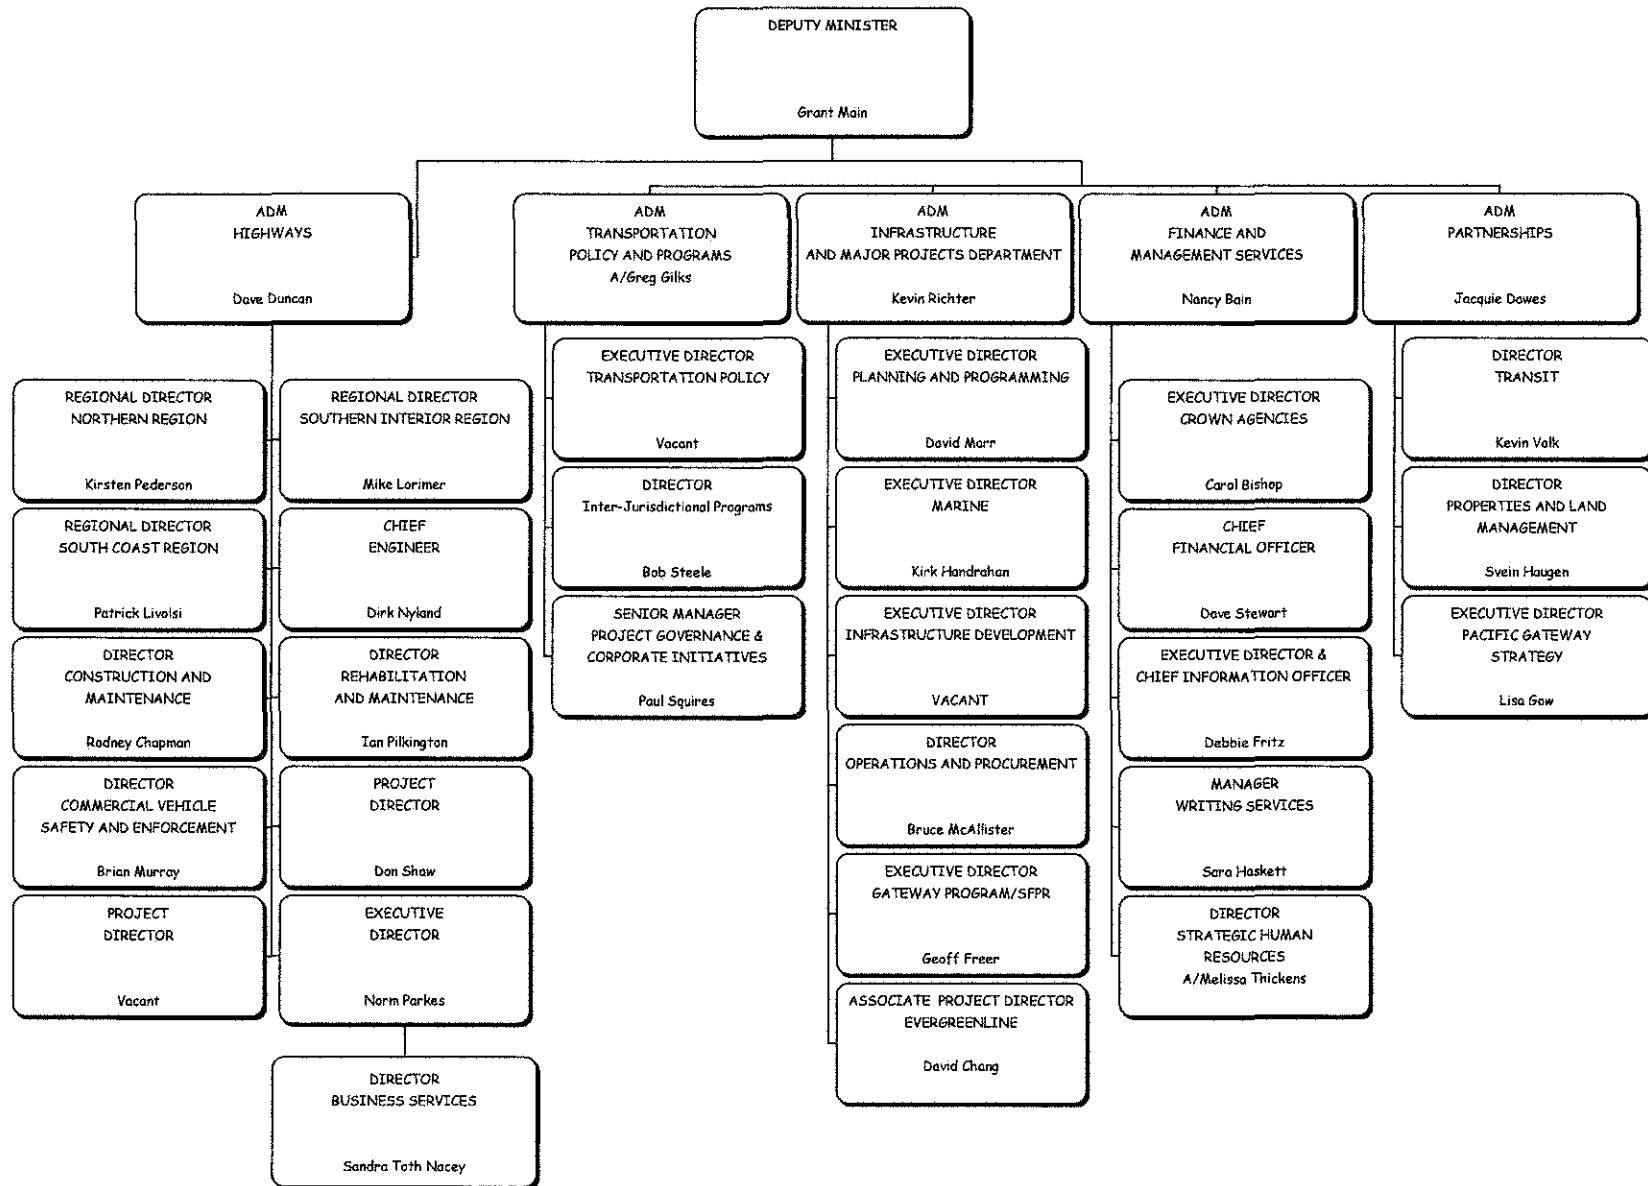 DEPUTY MINISTER
Grant Main
ADM
HIGHWAYS
Dave Duncan
ADM
TRANSPORTATION
POLICY AND PROGRAMS
A/Greg Gilks
ADM
INFRASTRUCTURE
AND MAJOR PROJECTS DEPARTMENT
Kevin Richter
ADM
FINANCE AND
MANAGEMENT SERVICES
Nancy Bain
ADM
PARTNERSHIPS
Jacquie Dawes
REGIONAL DIRECTOR
NORTHERN REGION
Kirsten Pederson
REGIONAL DIRECTOR
SOUTHERN INTERIOR REGION
Mike Lorimer
REGIONAL DIRECTOR
SOUTH COAST REGION
Patrick Livolsi
CHIEF
ENGINEER
Dirk Nyland
DIRECTOR
CONSTRUCTION AND
MAINTENANCE
Rodney Chapman
DIRECTOR
REHABILITATION
AND MAINTENANCE
Ian Pilkington
DIRECTOR
COMMERCIAL VEHICLE
SAFETY AND ENFORCEMENT
Brian Murray
PROJECT
DIRECTOR
Don Shaw
PROJECT
DIRECTOR
Vacant
EXECUTIVE
DIRECTOR
Norm Parkes
DIRECTOR
BUSINESS SERVICES
Sandra Toth Nacey
EXECUTIVE DIRECTOR
TRANSPORTATION POLICY
Vacant
DIRECTOR
Inter-Jurisdictional Programs
Bob Steele
SENIOR MANAGER
PROJECT GOVERNANCE &
CORPORATE INITIATIVES
Paul Squires
EXECUTIVE DIRECTOR
PLANNING AND PROGRAMMING
David Marr
EXECUTIVE DIRECTOR
MARINE
Kirk Handrahan
EXECUTIVE DIRECTOR
INFRASTRUCTURE DEVELOPMENT
VACANT
DIRECTOR
OPERATIONS AND PROCUREMENT
Bruce McAllister
EXECUTIVE DIRECTOR
GATEWAY PROGRAM/SFPR
Geoff Freer
ASSOCIATE PROJECT DIRECTOR
EVERGREENLINE
David Chang
EXECUTIVE DIRECTOR
CROWN AGENCIES
Carol Bishop
CHIEF
FINANCIAL OFFICER
Dave Stewart
EXECUTIVE DIRECTOR &
CHIEF INFORMATION OFFICER
Debbie Fritz
MANAGER
WRITING SERVICES
Sara Haskett
DIRECTOR
STRATEGIC HUMAN
RESOURCES
A/Melissa Thickens
DIRECTOR
TRANSIT
Kevin Volk
DIRECTOR
PROPERTIES AND LAND
MANAGEMENT
Svein Haugen
EXECUTIVE DIRECTOR
PACIFIC GATEWAY
STRATEGY
Lisa Gow